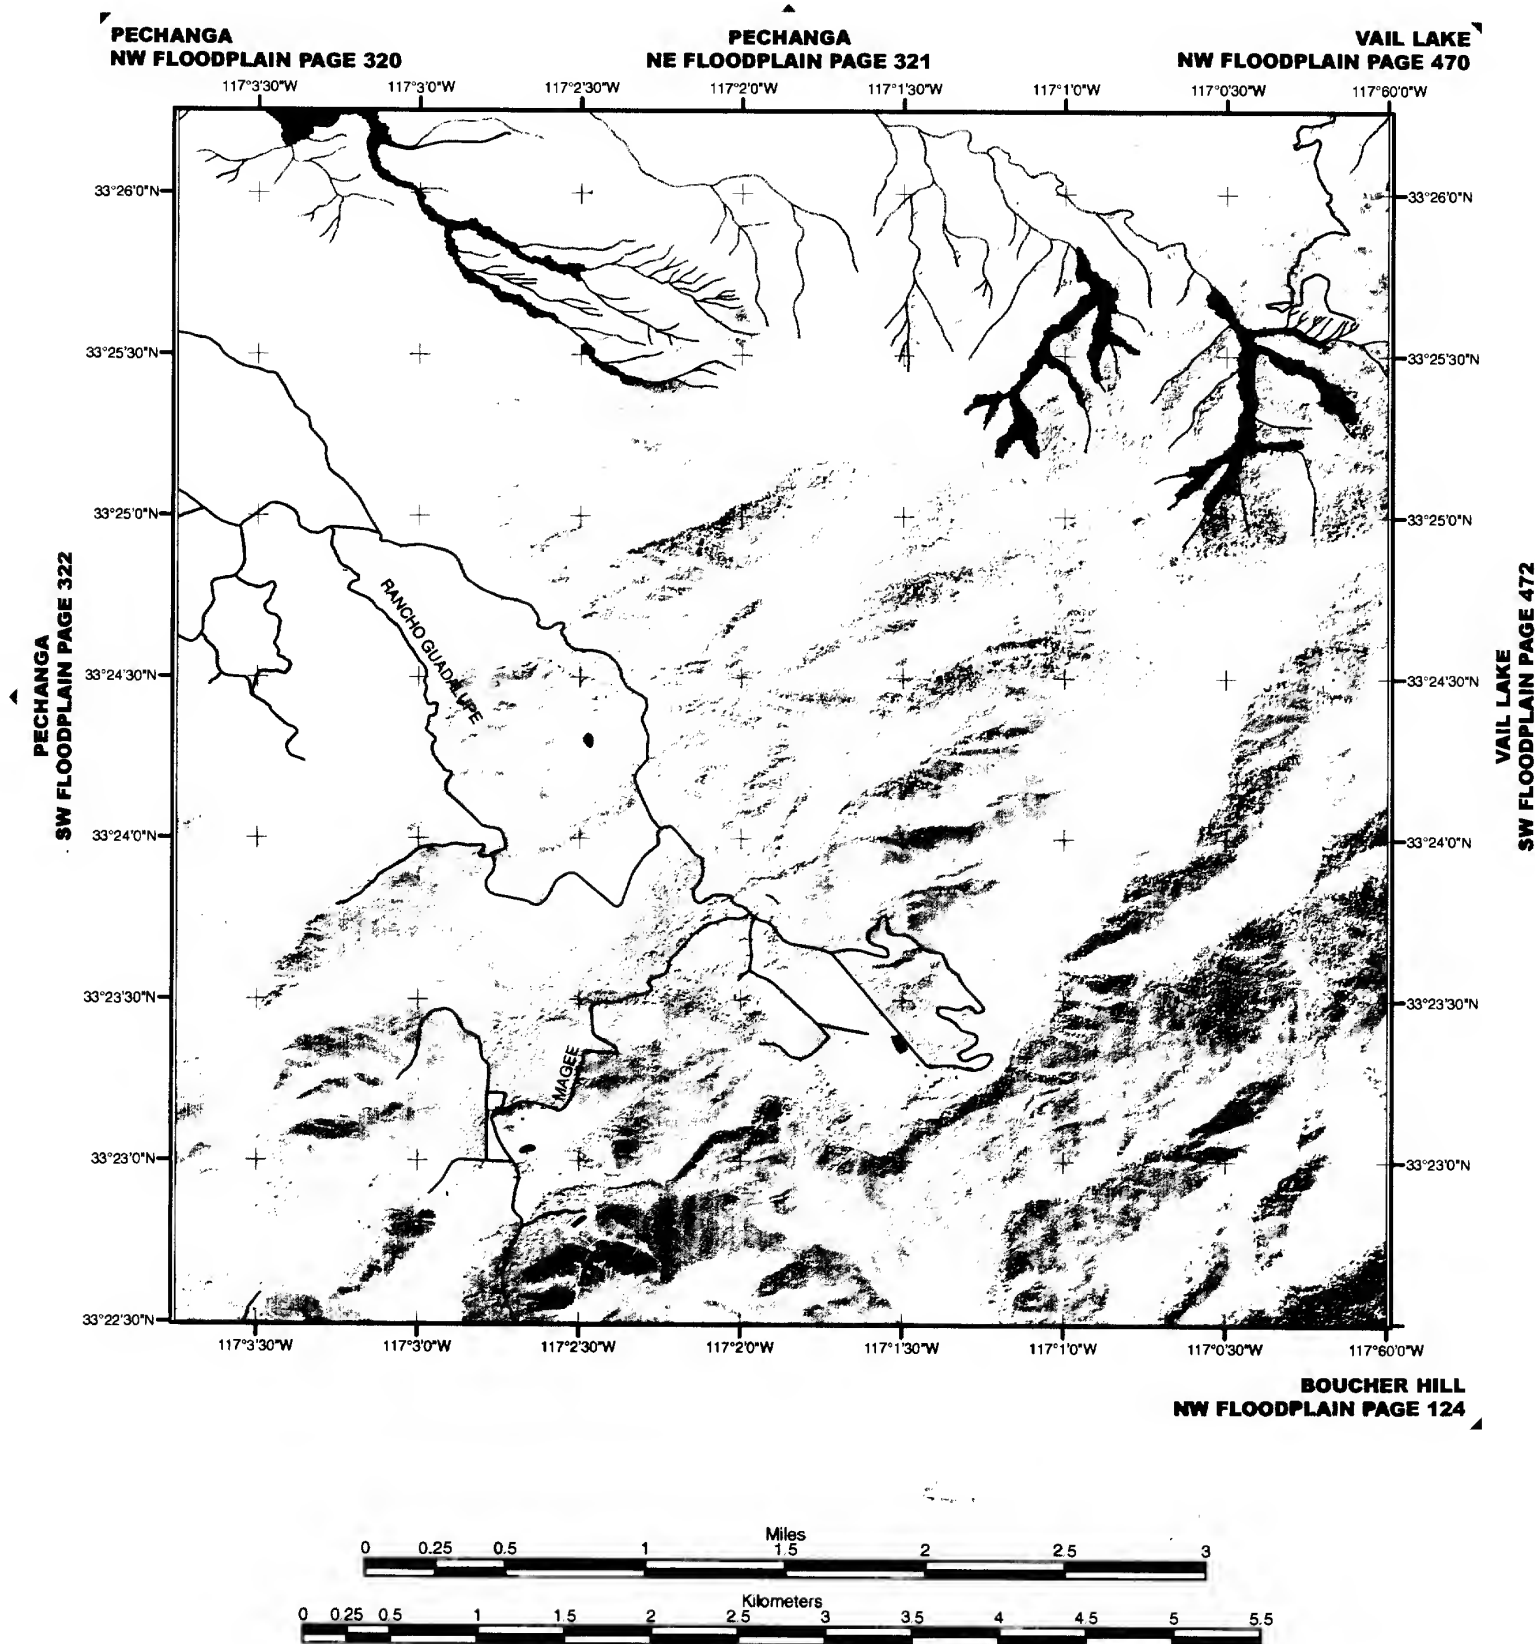 PECHANGA
NW FLOODPLAIN PAGE 320
PECHANGA
NE FLOODPLAIN PAGE 321
VAIL LAKE
NW FLOODPLAIN PAGE 470
117°3'30"W 117°3'0"W 117°2'30"W 117°2'0"W 117°1'30"W 117°1'0"W 117°0'30"W 117°60'0"W
33°26'0"N 33°26'0"N
33°25'30"N 33°25'30"N
33°25'0"N 33°25'0"N
PECHANGA
SW FLOODPLAIN PAGE 322
RANCHO GUADALUPE
VAIL LAKE
SW FLOODPLAIN PAGE 472
33°24'30"N 33°24'30"N
33°24'0"N 33°24'0"N
33°23'30"N 33°23'30"N
MAGEE
33°23'0"N 33°23'0"N
33°22'30"N
117°3'30"W 117°3'0"W 117°2'30"W 117°2'0"W 117°1'30"W 117°1'0"W 117°0'30"W 117°60'0"W
BOUCHER HILL
NW FLOODPLAIN PAGE 124
Miles
0 0.25 0.5 1 1.5 2 2.5 3
Kilometers
0 0.25 0.5 1 1.5 2 2.5 3 3.5 4 4.5 5 5.5